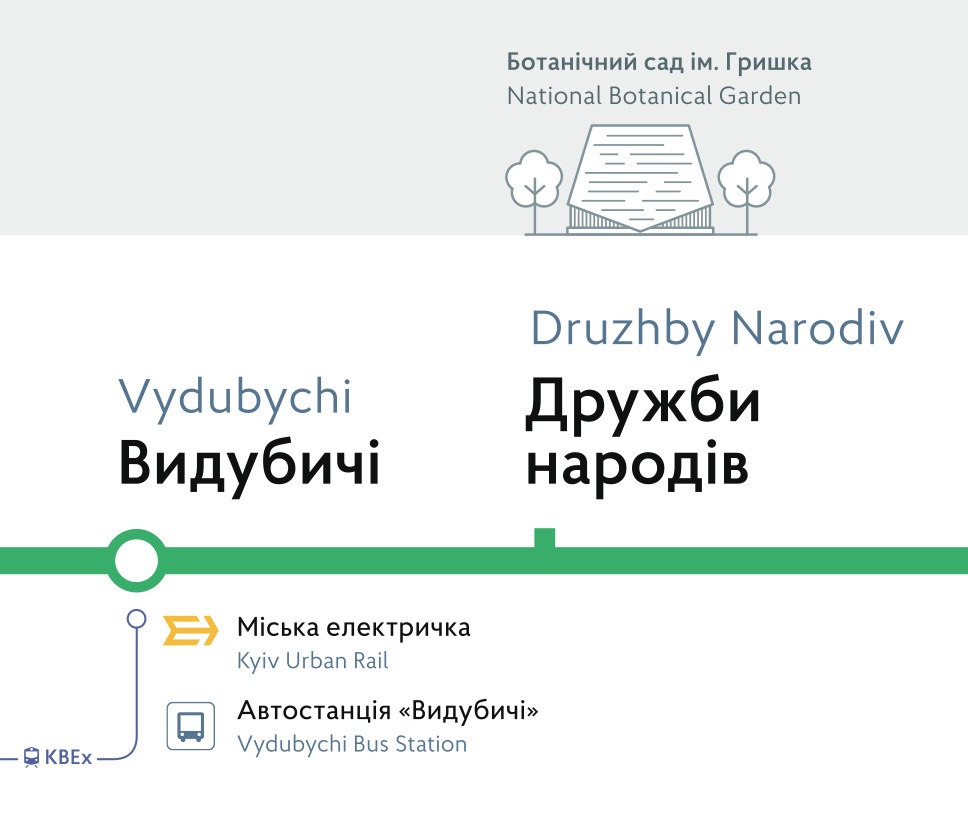 Ботанічний сад ім. Гришка
National Botanical Garden
Druzhby Narodiv
Дружби
народів
Vydubychi
Видубичі
Міська електричка
Kyiv Urban Rail
Автостанція «Видубичі»
Vydubychi Bus Station
KBEx